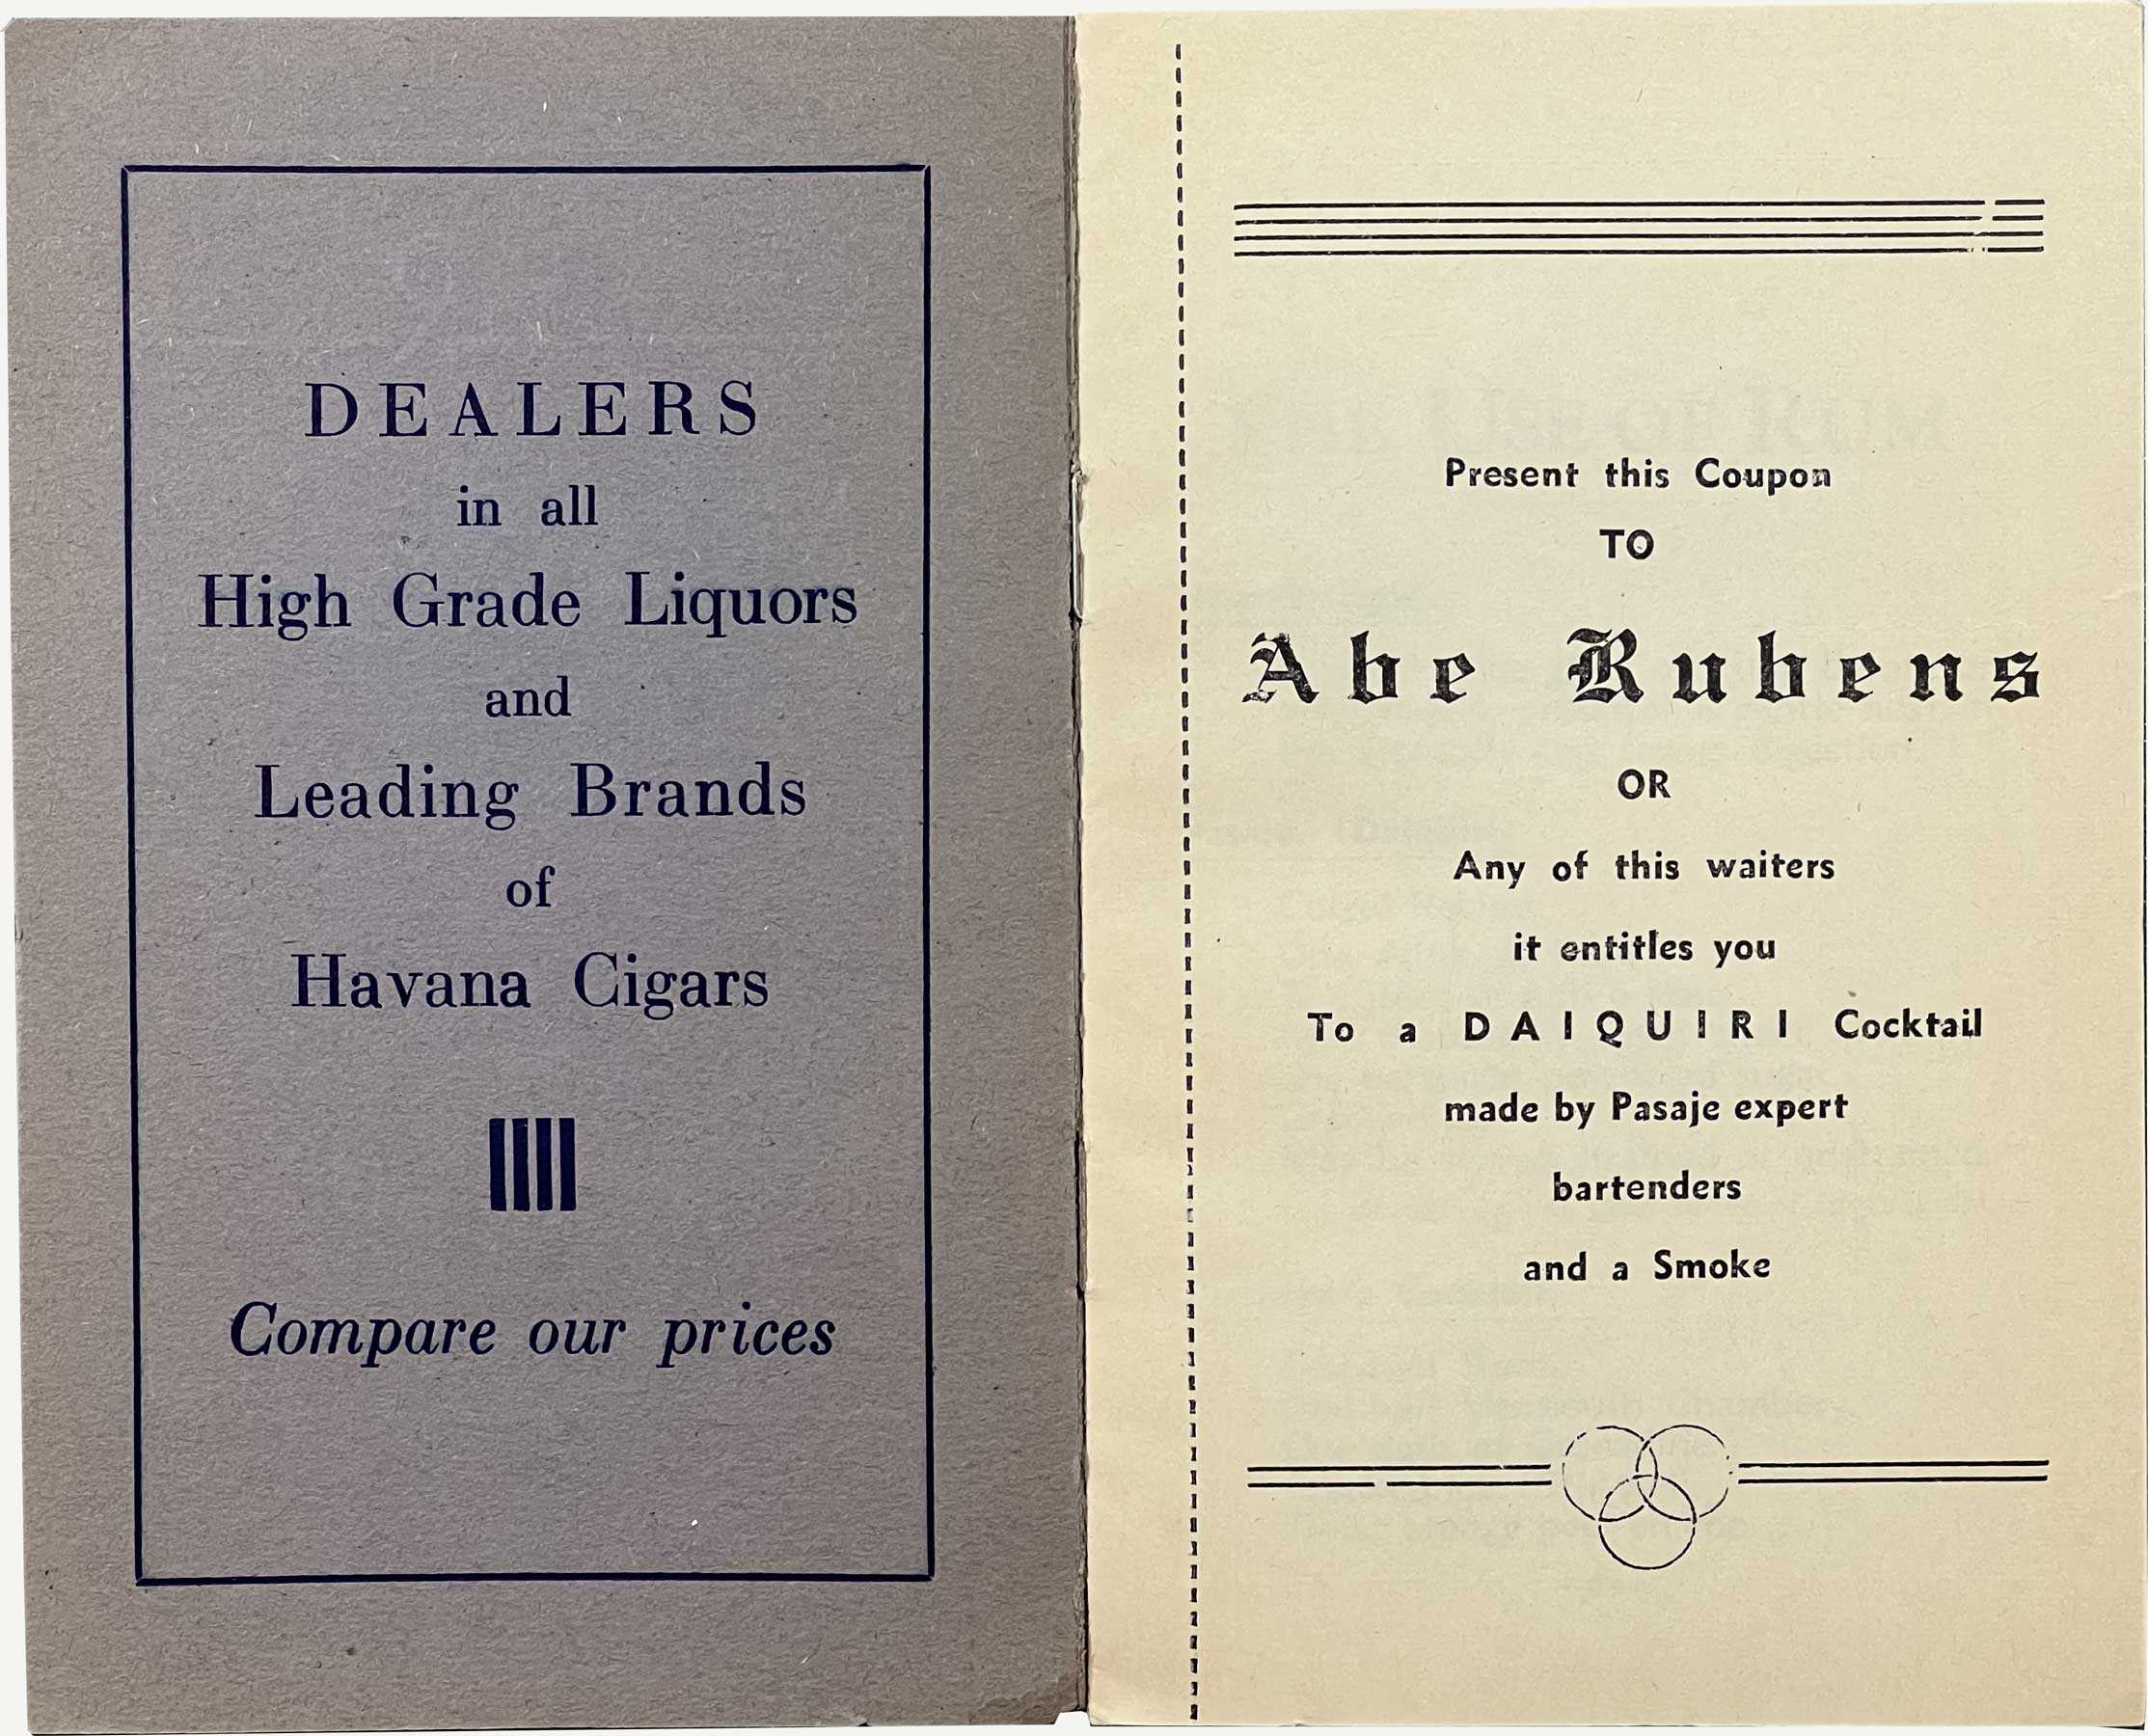 DEALERS
in all
High Grade Liquors
and
Leading Brands
of
Havana Cigars
Compare our prices
Present this Coupon
TO
Abe Rubens
OR
Any of this waiters
it entitles you
To a DAIQUIRI Cocktail
made by Pasaje expert
bartenders
and a Smoke